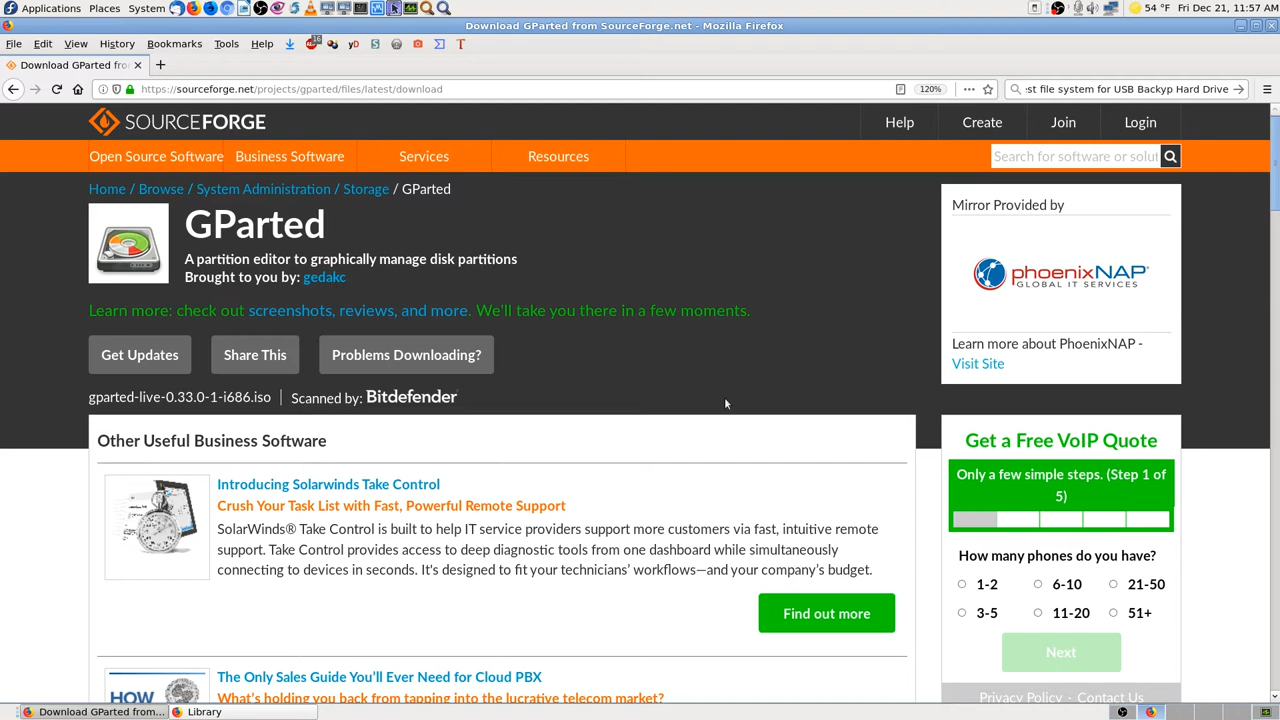 Applications Places System 54 °F Fri Dec 21, 11:57 AM
Download GParted from SourceForge.net - Mozilla Firefox
File Edit View History Bookmarks Tools Help 16 yD S T
Download GParted fro
https://sourceforge.net/projects/gparted/files/latest/download 120% est file system for USB Backyp Hard Drive
SOURCEFORGE Help Create Join Login
Open Source Software Business Software Services Resources Search for software or solut
Home / Browse / System Administration / Storage / GParted
Mirror Provided by
GParted
A partition editor to graphically manage disk partitions
Brought to you by: gedakc
phoenixNAP
GLOBAL IT SERVICES
Learn more: check out screenshots, reviews, and more. We'll take you there in a few moments.
Get Updates Share This Problems Downloading?
Learn more about PhoenixNAP -
Visit Site
gparted-live-0.33.0-1-i686.iso Scanned by: Bitdefender
Other Useful Business Software
Get a Free VoIP Quote
Only a few simple steps. (Step 1 of
5)
Introducing Solarwinds Take Control
Crush Your Task List with Fast, Powerful Remote Support
SolarWinds® Take Control is built to help IT service providers support more customers via fast, intuitive remote
support. Take Control provides access to deep diagnostic tools from one dashboard while simultaneously
connecting to devices in seconds. It's designed to fit your technicians' workflows—and your company's budget.
Find out more
How many phones do you have?
1-2 6-10 21-50
3-5 11-20 51+
Next
The Only Sales Guide You'll Ever Need for Cloud PBX
What's holding you back from tapping into the lucrative telecom market?
HOW
Privacy Policy · Contact Us
Download GParted from... Library